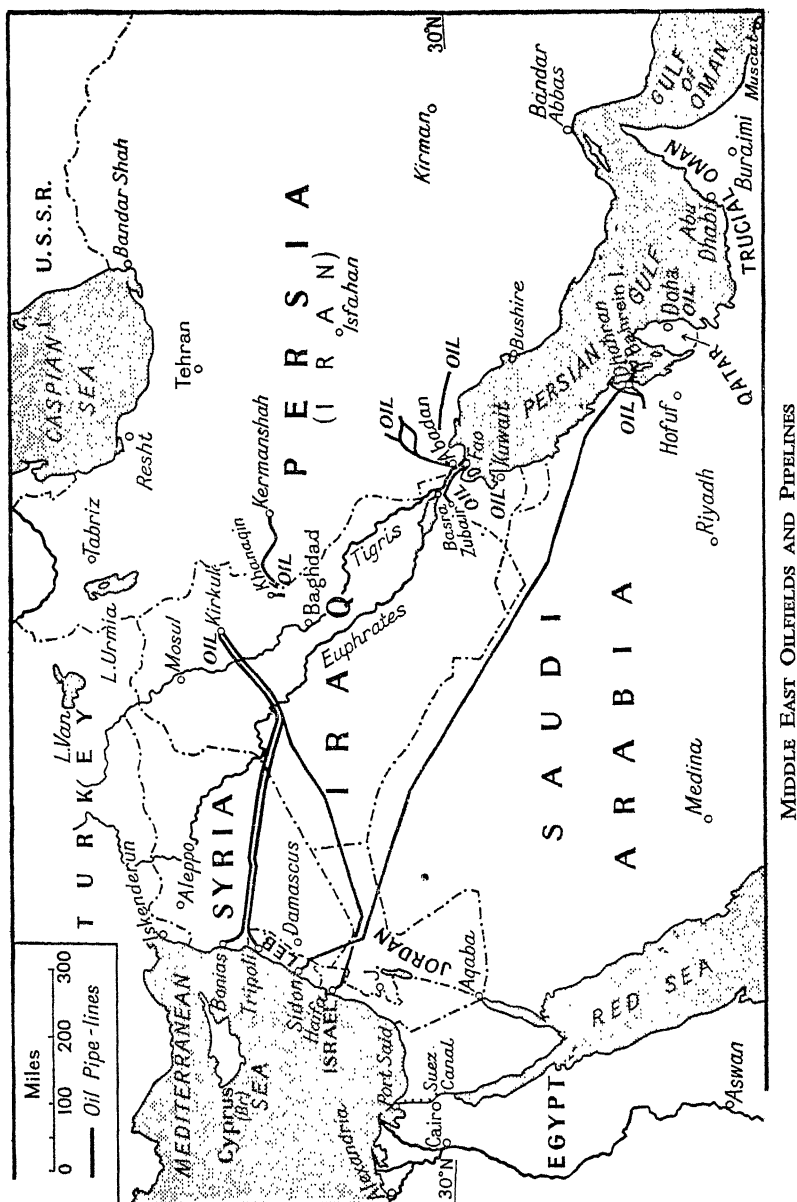 Miles
0 100 200 300
Oil Pipe-lines
MEDITERRANEAN
SEA
Cyprus
(Br)
TURKEY
L.Van
L.Urmia
Tabriz
CASPIAN
SEA
U.S.S.R.
Bandar Shah
Resht
Tehran
Iskenderun
Aleppo
SYRIA
Mosul
OIL
Kirkuk
Khanaqin
OIL
Kermanshah
PERSIA
(IRAN)
Isfahan
Kirman
30°N
Banias
Tripoli
LEB
Damascus
Sidon
Haifa
ISRAEL
J.
JORDAN
IRAQ
Baghdad
Tigris
Euphrates
Basra
Zubair
OIL
Fao
Abadan
OIL
OIL
OIL
Kuwait
Bushire
Bandar
Abbas
PERSIAN
GULF
GULF
OF
OMAN
Muscat
Alexandria
Port Said
Cairo
Suez
Canal
30°N
EGYPT
Aqaba
Aswan
RED SEA
SAUDI
ARABIA
Medina
Riyadh
Hofuf
OIL
Dhahran
Bahrein I.
Doha
OIL
QATAR
Abu
Dhabi
TRUCIAL OMAN
Buraimi
MIDDLE EAST OILFIELDS AND PIPELINES